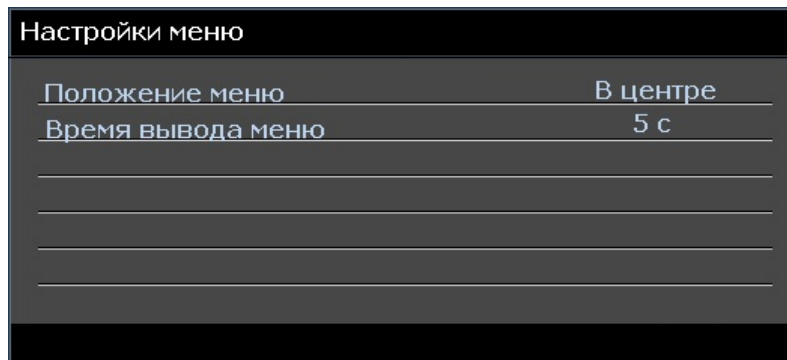 Настройки меню
Положение меню В центре
Время вывода меню 5 с